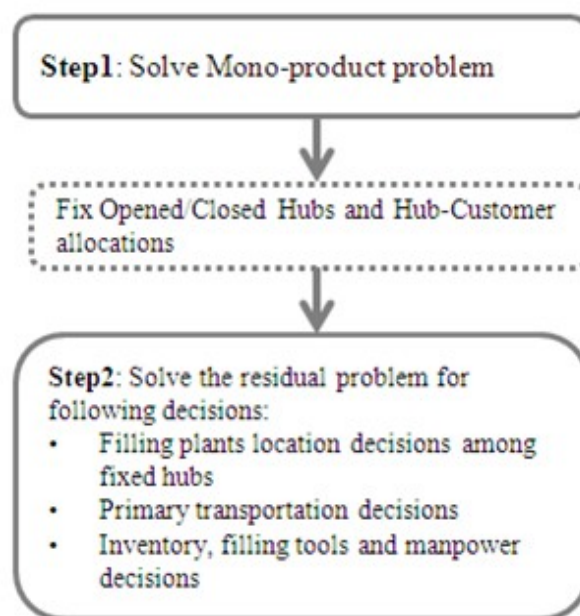 Step1: Solve Mono-product problem
Fix Opened/Closed Hubs and Hub-Customer
allocations
Step2: Solve the residual problem for
following decisions:
• Filling plants location decisions among
fixed hubs
• Primary transportation decisions
• Inventory, filling tools and manpower
decisions